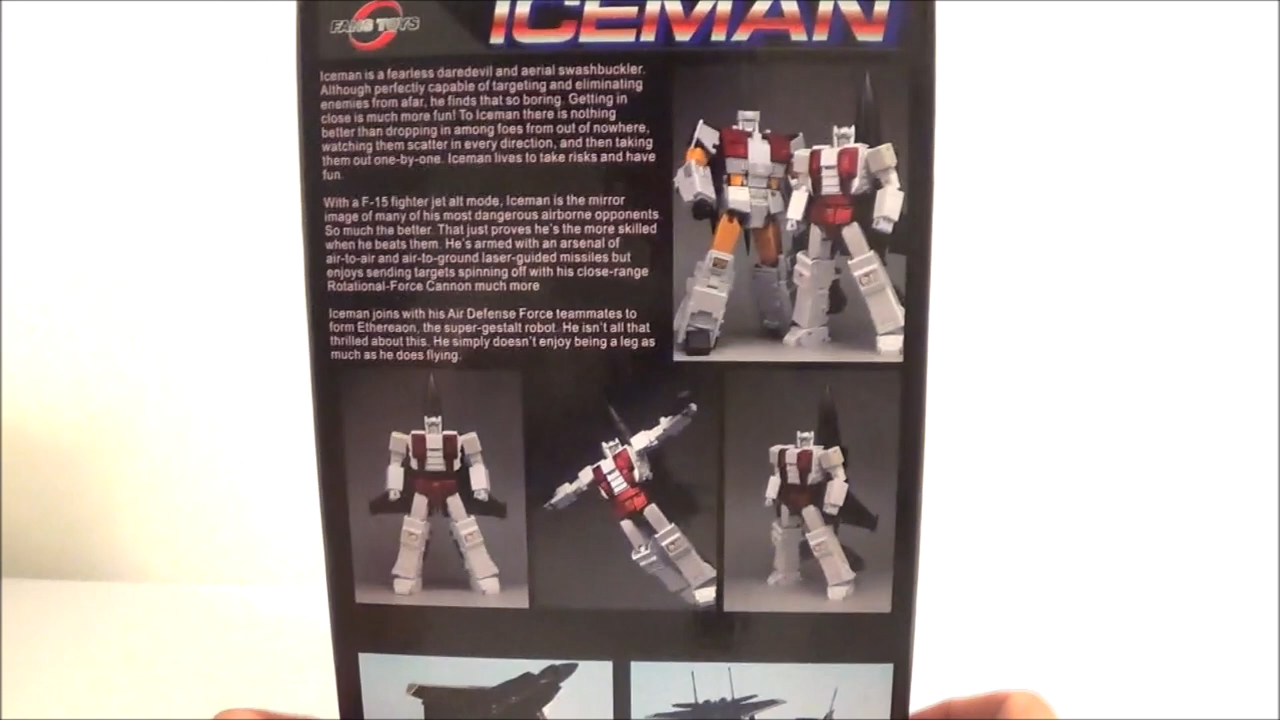 FANS TOYS
ICEMAN
Iceman is a fearless daredevil and aerial swashbuckler.
Although perfectly capable of targeting and eliminating
enemies from afar, he finds that so boring. Getting in
close is much more fun! To Iceman there is nothing
better than dropping in among foes from out of nowhere,
watching them scatter in every direction, and then taking
them out one-by-one. Iceman lives to take risks and have
fun.
With a F-15 fighter jet alt mode, Iceman is the mirror
image of many of his most dangerous airborne opponents.
So much the better. That just proves he's the more skilled
when he beats them. He's armed with an arsenal of
air-to-air and air-to-ground laser-guided missiles but
enjoys sending targets spinning off with his close-range
Rotational-Force Cannon much more
Iceman joins with his Air Defense Force teammates to
form Ethereaon, the super-gestalt robot. He isn't all that
thrilled about this. He simply doesn't enjoy being a leg as
much as he does flying.